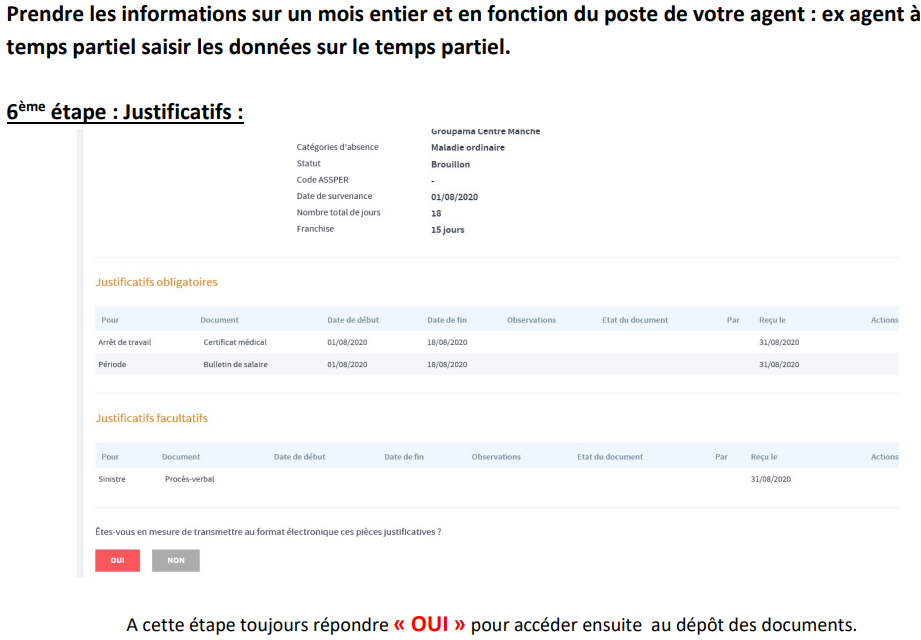 Prendre les informations sur un mois entier et en fonction du poste de votre agent : ex agent à
temps partiel saisir les données sur le temps partiel.
6ème étape : Justificatifs :
Groupama Centre Manche
Catégories d'absence Maladie ordinaire
Statut Brouillon
Code ASSPER -
Date de survenance 01/08/2020
Nombre total de jours 18
Franchise 15 jours
Justificatifs obligatoires
Pour Document Date de début Date de fin Observations Etat du document Par Reçu le Actions
Arrêt de travail Certificat médical 01/08/2020 18/08/2020 31/08/2020
Période Bulletin de salaire 01/08/2020 18/08/2020 31/08/2020
Justificatifs facultatifs
Pour Document Date de début Date de fin Observations Etat du document Par Reçu le Actions
Sinistre Procès-verbal 31/08/2020
Êtes-vous en mesure de transmettre au format électronique ces pièces justificatives ?
OUI NON
A cette étape toujours répondre « OUI » pour accéder ensuite au dépôt des documents.